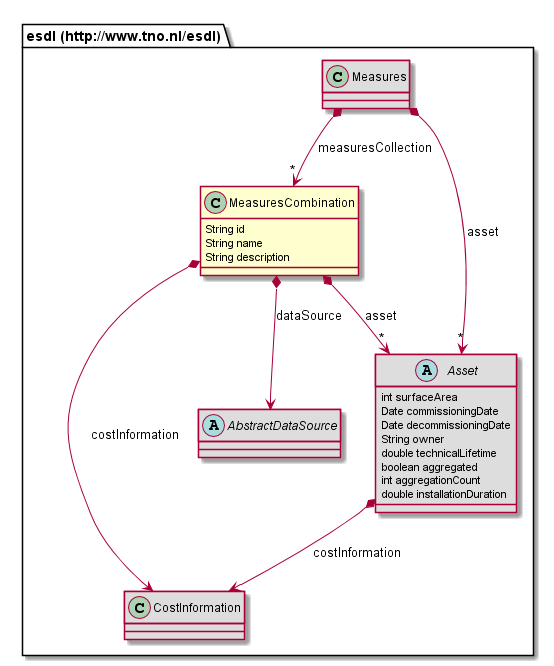 esdl (http://www.tno.nl/esdl)
C Measures
measuresCollection
*
C MeasuresCombination
String id
String name
String description
asset
dataSource
asset
*
*
A Asset
int surfaceArea
Date commissioningDate
Date decommissioningDate
String owner
double technicalLifetime
boolean aggregated
int aggregationCount
double installationDuration
A AbstractDataSource
costInformation
costInformation
C CostInformation